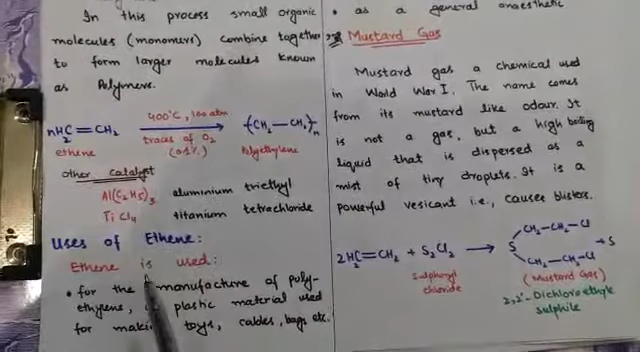 In this process small organic
molecules (monomers) combine together
to form larger molecules known
as Polymers.
nH₂C=CH₂ 400°C, 100 atm traces of O₂ (0.1%) -(CH₂-CH₂)-n
ethene Polyethylene
other catalyst
Al(C₂H₅)₃ aluminium triethyl
TiCl₄ titanium tetrachloride
Uses of Ethene:
Ethene is used:
• for the manufacture of poly-
ethylene, plastic material used
for toys, cables, bags etc.
• as a general anaesthetic
Mustard Gas
Mustard gas a chemical used
in World War I. The name comes
from its mustard like odour. It
is not a gas, but a high boiling
liquid that is dispersed as a
mist of tiny droplets. It is a
powerful vesicant i.e., causes blisters.
CH₂-CH₂-Cl
2H₂C=CH₂ + S₂Cl₂ → S +S
CH₂-CH₂-Cl
Sulphuryl
chloride
(Mustard Gas)
2,2'-Dichloroethyl
sulphide